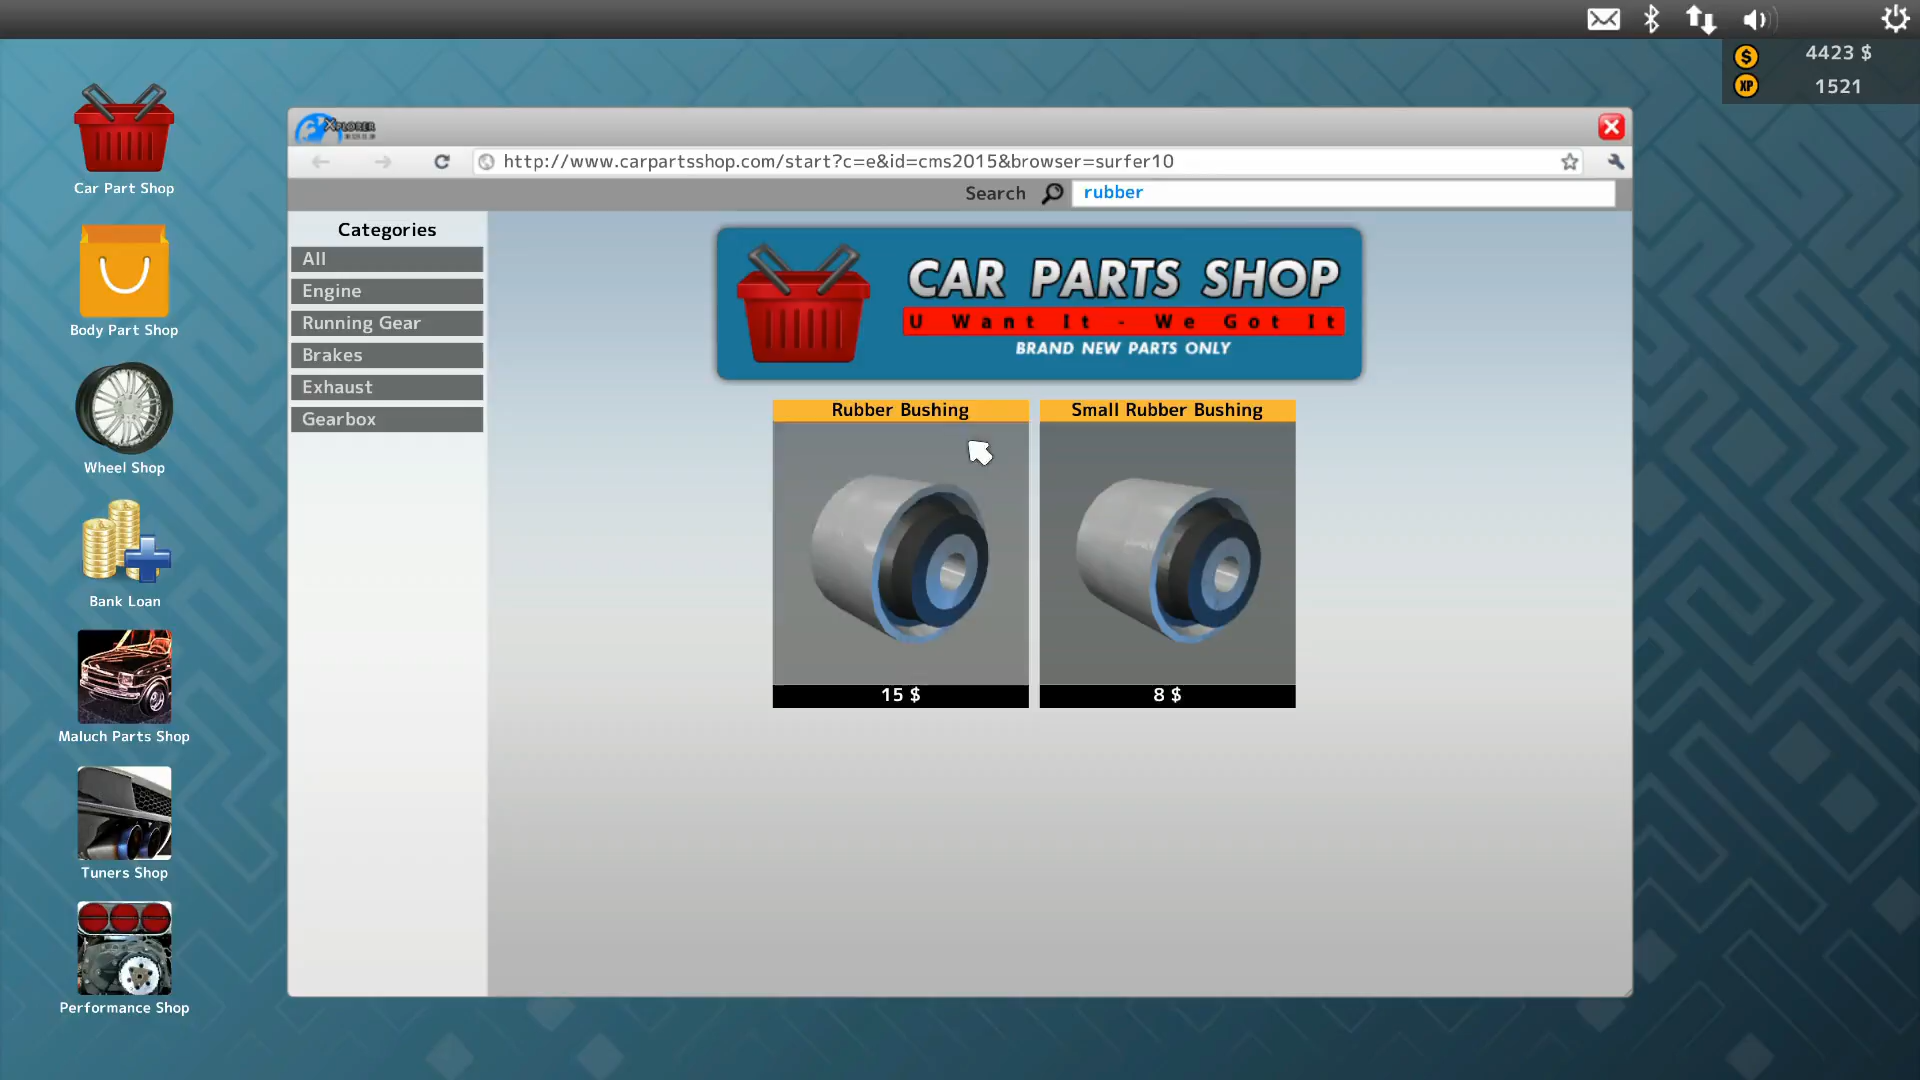 4423 $
XP
1521
Car Part Shop
Body Part Shop
Wheel Shop
Bank Loan
Maluch Parts Shop
Tuners Shop
Performance Shop
XPLORER
http://www.carpartsshop.com/start?c=e&id=cms2015&browser=surfer10
Search rubber
Categories
All
Engine
Running Gear
Brakes
Exhaust
Gearbox
CAR PARTS SHOP
U Want It - We Got It
BRAND NEW PARTS ONLY
Rubber Bushing
15 $
Small Rubber Bushing
8 $